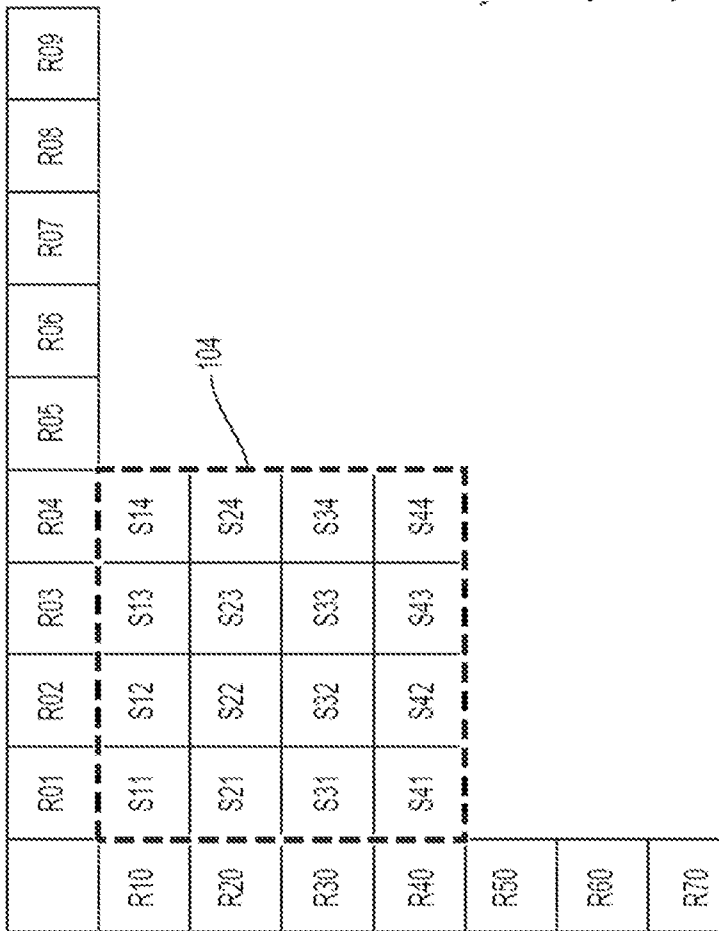 R01 R02 R03 R04 R05 R06 R07 R08 R09
R10 S11 S12 S13 S14
R20 S21 S22 S23 S24
104
R30 S31 S32 S33 S34
R40 S41 S42 S43 S44
R50
R60
R70